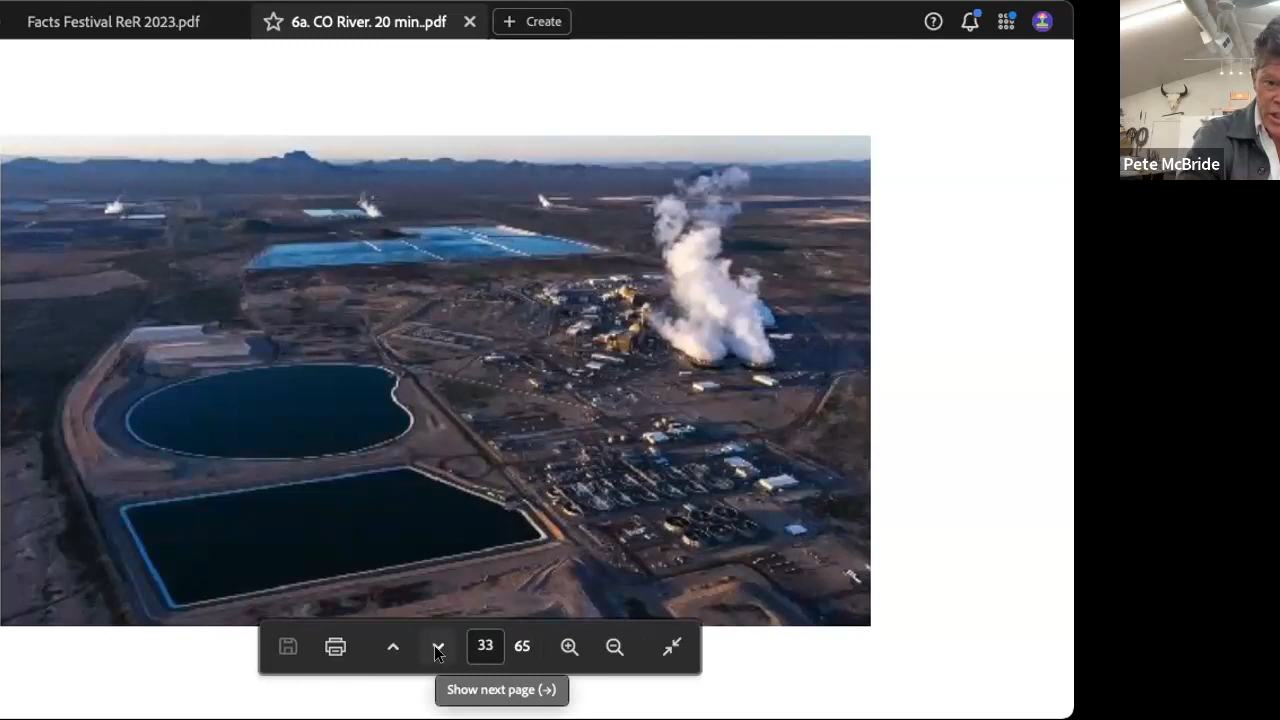 Facts Festival ReR 2023.pdf
6a. CO River. 20 min..pdf
Create
Pete McBride
33
65
Show next page (→)